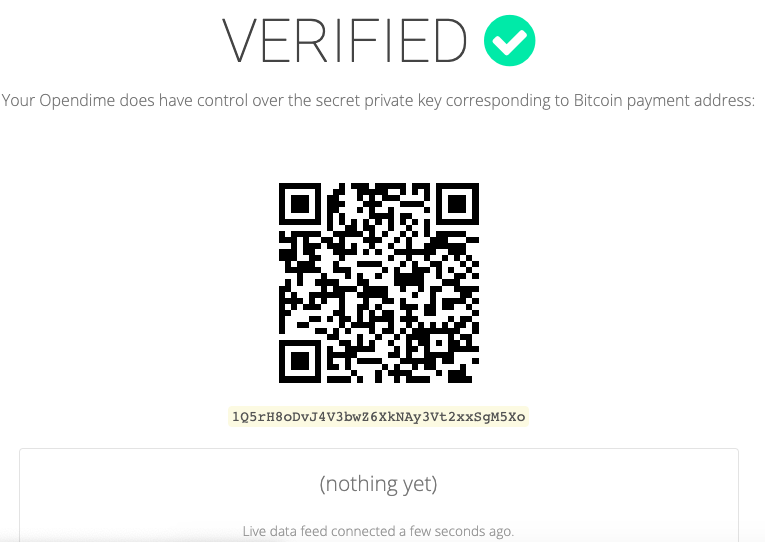 VERIFIED
Your Opendime does have control over the secret private key corresponding to Bitcoin payment address:
1Q5rH8oDvJ4V3bwZ6XkNAy3Vt2xxSgM5Xo
(nothing yet)
Live data feed connected a few seconds ago.